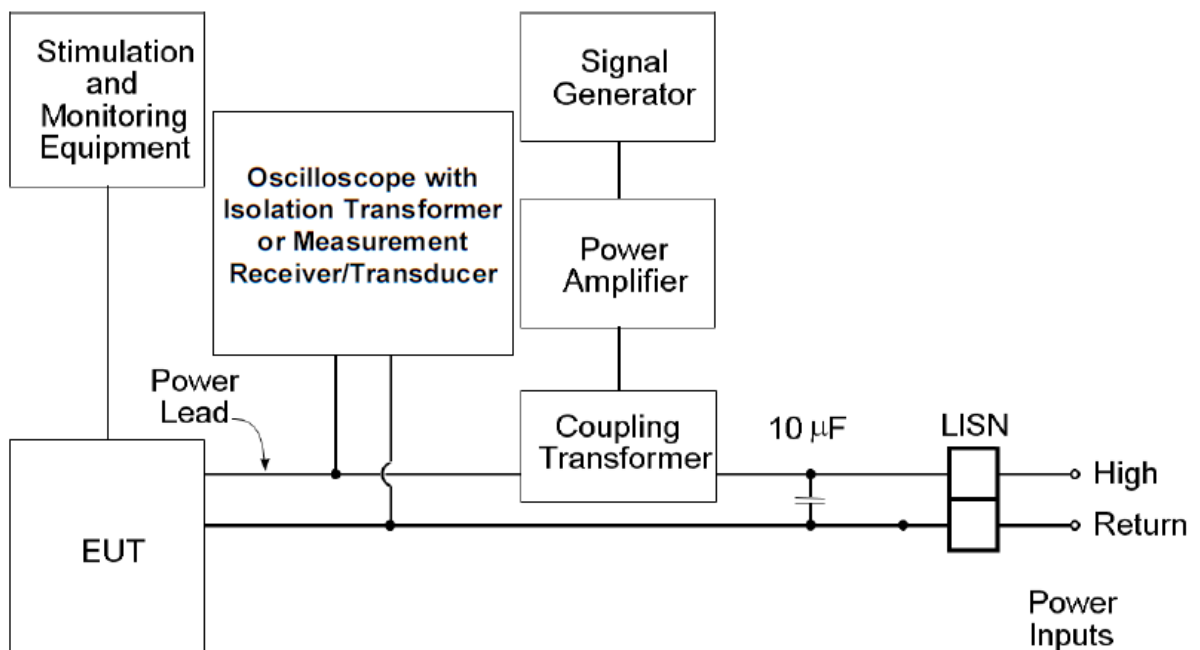 Stimulation
and
Monitoring
Equipment
Oscilloscope with
Isolation Transformer
or Measurement
Receiver/Transducer
Signal
Generator
Power
Amplifier
Power
Lead
Coupling
Transformer
10 μF
LISN
High
Return
EUT
Power
Inputs